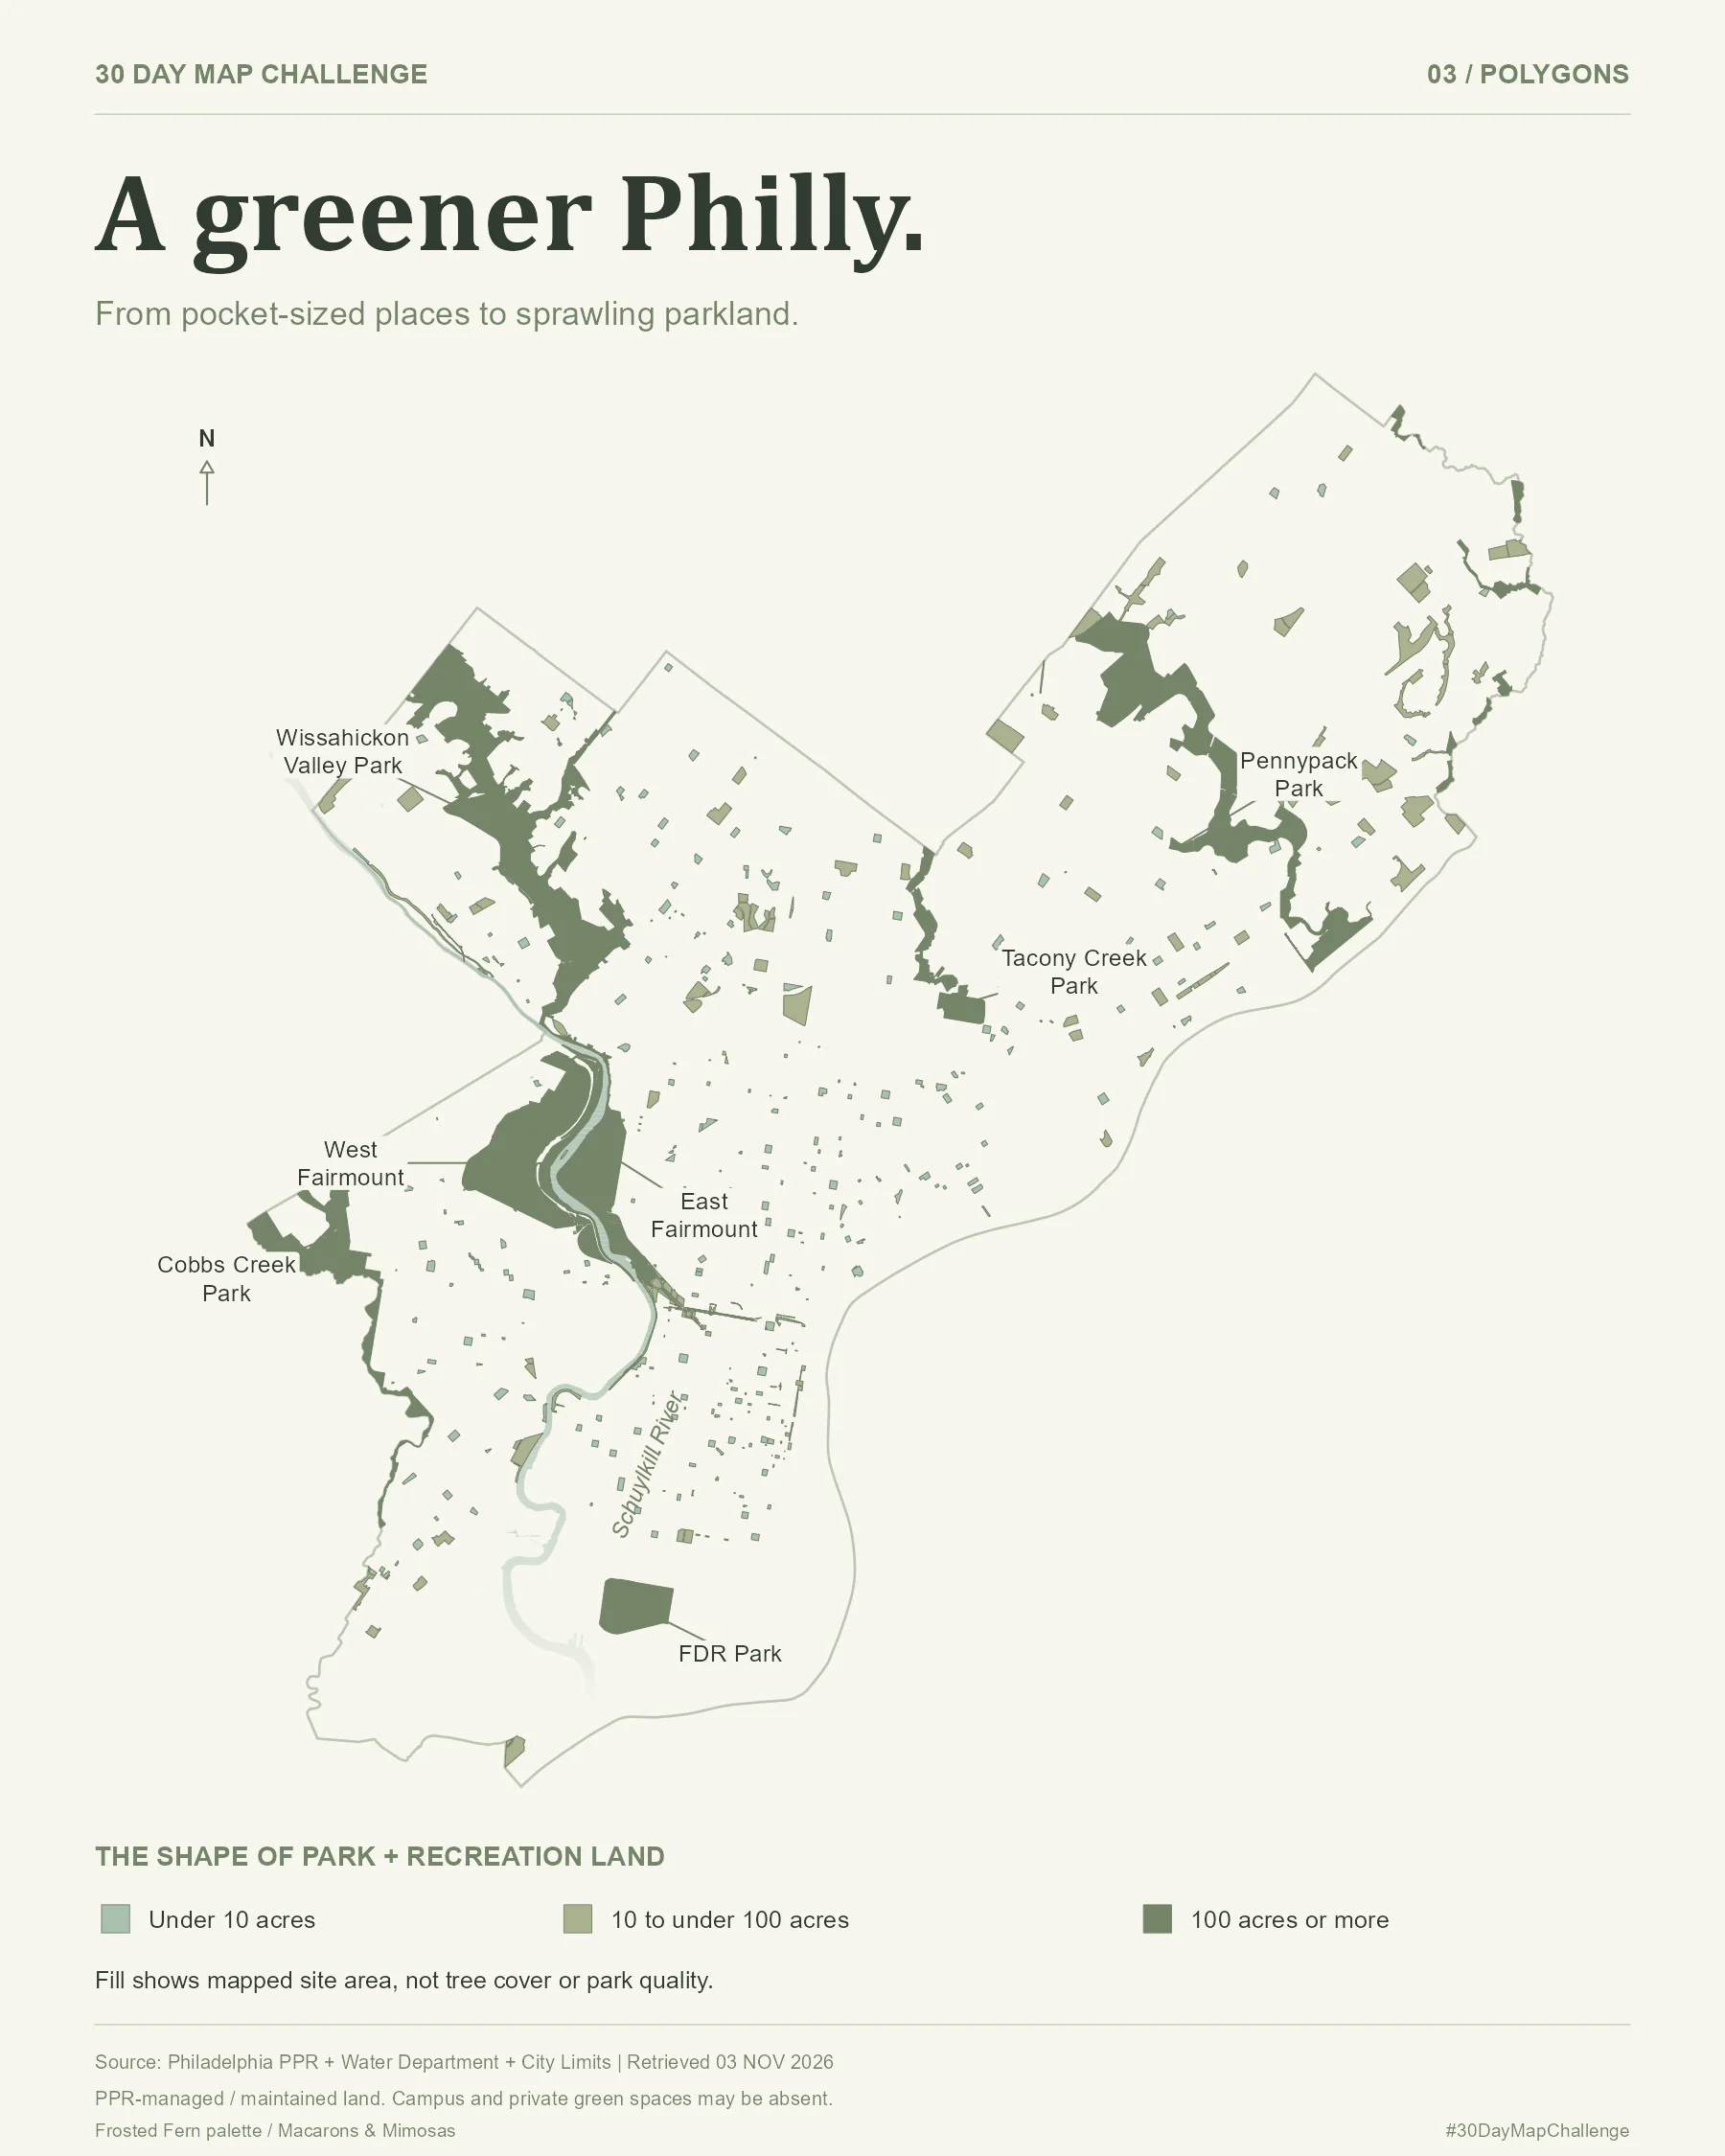 30 DAY MAP CHALLENGE
03 / POLYGONS
A greener Philly.
From pocket-sized places to sprawling parkland.
N
Wissahickon
Valley Park
Pennypack
Park
Tacony Creek
Park
West
Fairmount
East
Fairmount
Cobbs Creek
Park
Schuylkill River
FDR Park
THE SHAPE OF PARK + RECREATION LAND
Under 10 acres
10 to under 100 acres
100 acres or more
Fill shows mapped site area, not tree cover or park quality.
Source: Philadelphia PPR + Water Department + City Limits | Retrieved 03 NOV 2026
PPR-managed / maintained land. Campus and private green spaces may be absent.
Frosted Fern palette / Macarons & Mimosas
#30DayMapChallenge